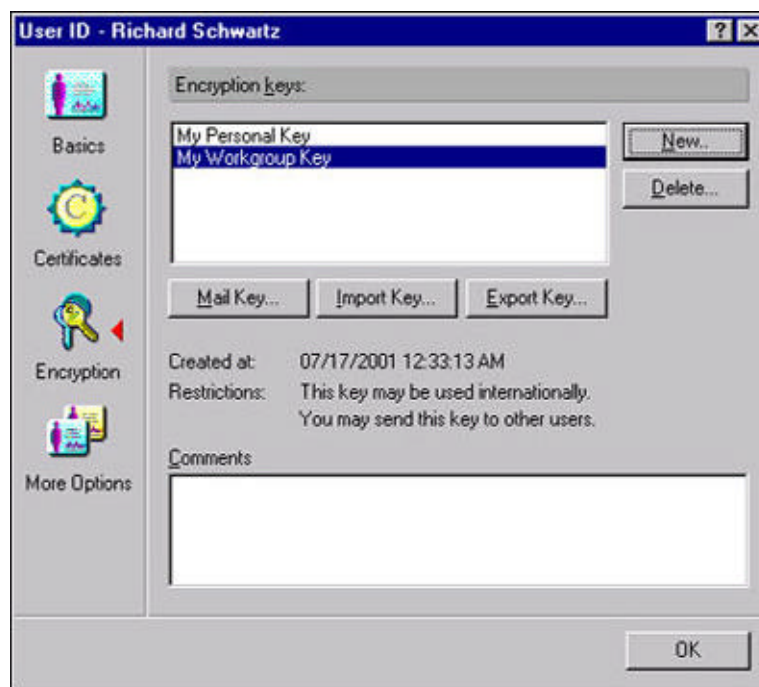 User ID - Richard Schwartz
Basics
Certificates
Encryption
More Options
Encryption keys:
My Personal Key
My Workgroup Key
New..
Delete...
Mail Key...
Import Key...
Export Key...
Created at: 07/17/2001 12:33:13 AM
Restrictions: This key may be used internationally.
You may send this key to other users.
Comments
OK